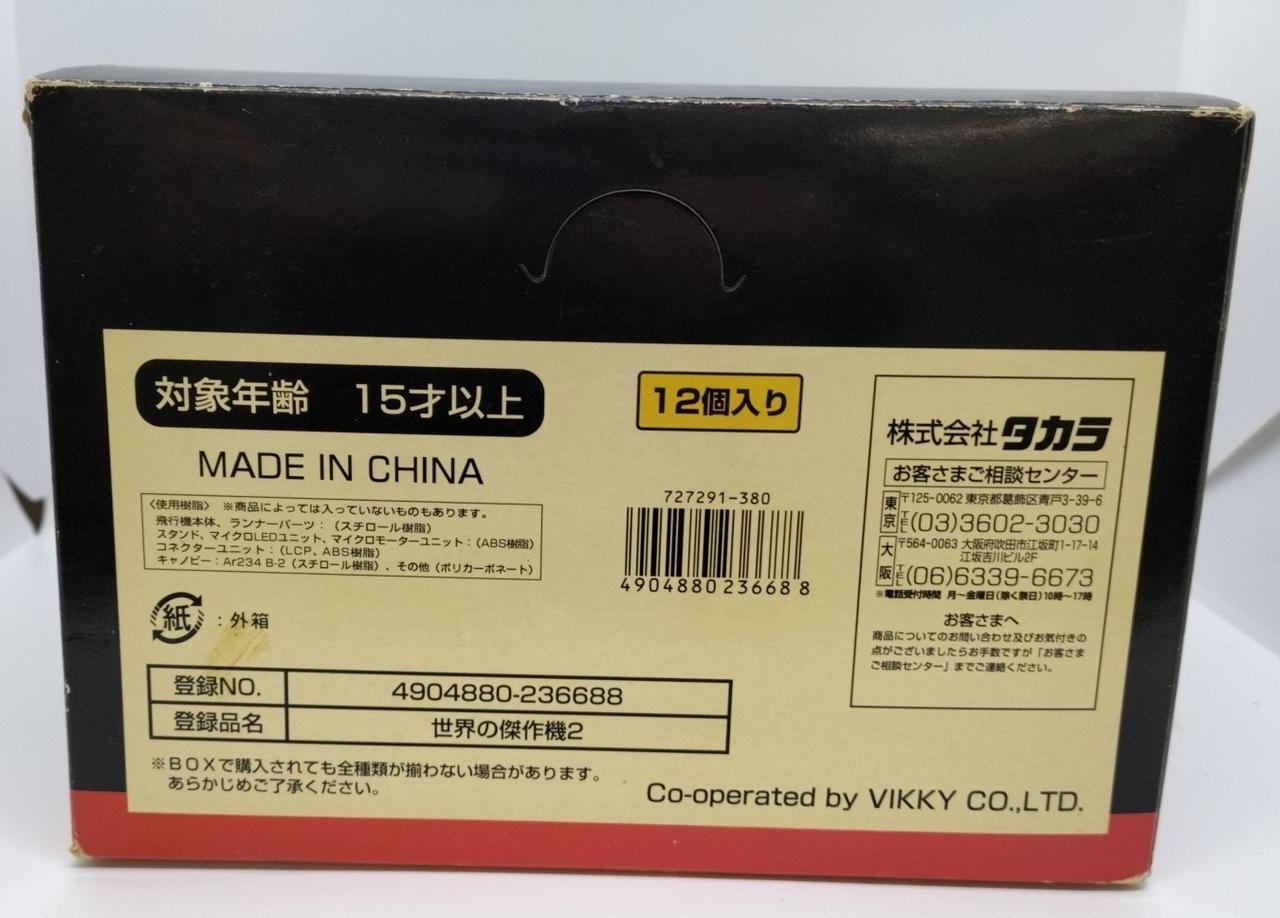 対象年齢　15才以上
MADE IN CHINA
〈使用樹脂〉 ※商品によっては入っていないものもあります。
飛行機本体、ランナーパーツ：（スチロール樹脂）
スタンド、マイクロLEDユニット、マイクロモーターユニット：（ABS樹脂）
コネクターユニット：（LCP、ABS樹脂）
キャノピー：Ar234 B-2（スチロール樹脂）、その他（ポリカーボネート）
紙：外箱
登録NO. 4904880-236688
登録品名 世界の傑作機2
※BOXで購入されても全種類が揃わない場合があります。
あらかじめご了承ください。
12個入り
727291-380
4904880236688
株式会社タカラ
お客さまご相談センター
東京 〒125-0062 東京都葛飾区青戸3-39-6
TEL(03)3602-3030
大阪 〒564-0063 大阪府吹田市江坂町1-17-14
江坂吉川ビル2F
TEL(06)6339-6673
※電話受付時間 月〜金曜日（除く祭日）10時〜17時
お客さまへ
商品についてのお問い合わせ及びお気付きの
点がございましたらお手数ですが「お客さま
ご相談センター」までご連絡ください。
Co-operated by VIKKY CO.,LTD.